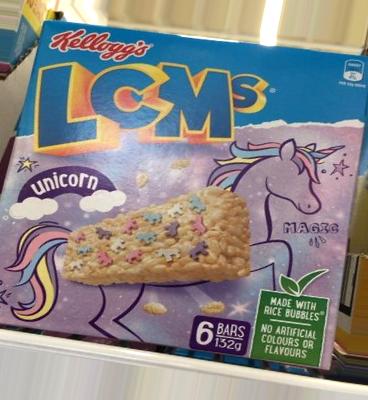 Kellogg's
LCMs
unicorn
MAGIC
MADE WITH
RICE BUBBLES®
NO ARTIFICIAL
COLOURS OR
FLAVOURS
6 BARS
132g